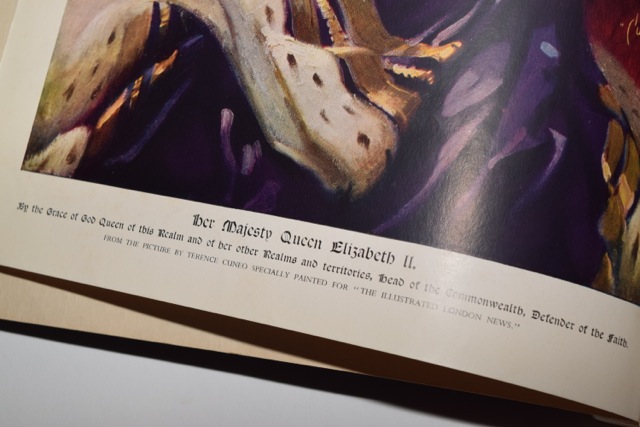 Her Majesty Queen Elizabeth II.
By the Grace of God Queen of this Realm and of her other Realms and territories, Head of the Commonwealth, Defender of the Faith.
FROM THE PICTURE BY TERENCE CUNEO SPECIALLY PAINTED FOR "THE ILLUSTRATED LONDON NEWS."